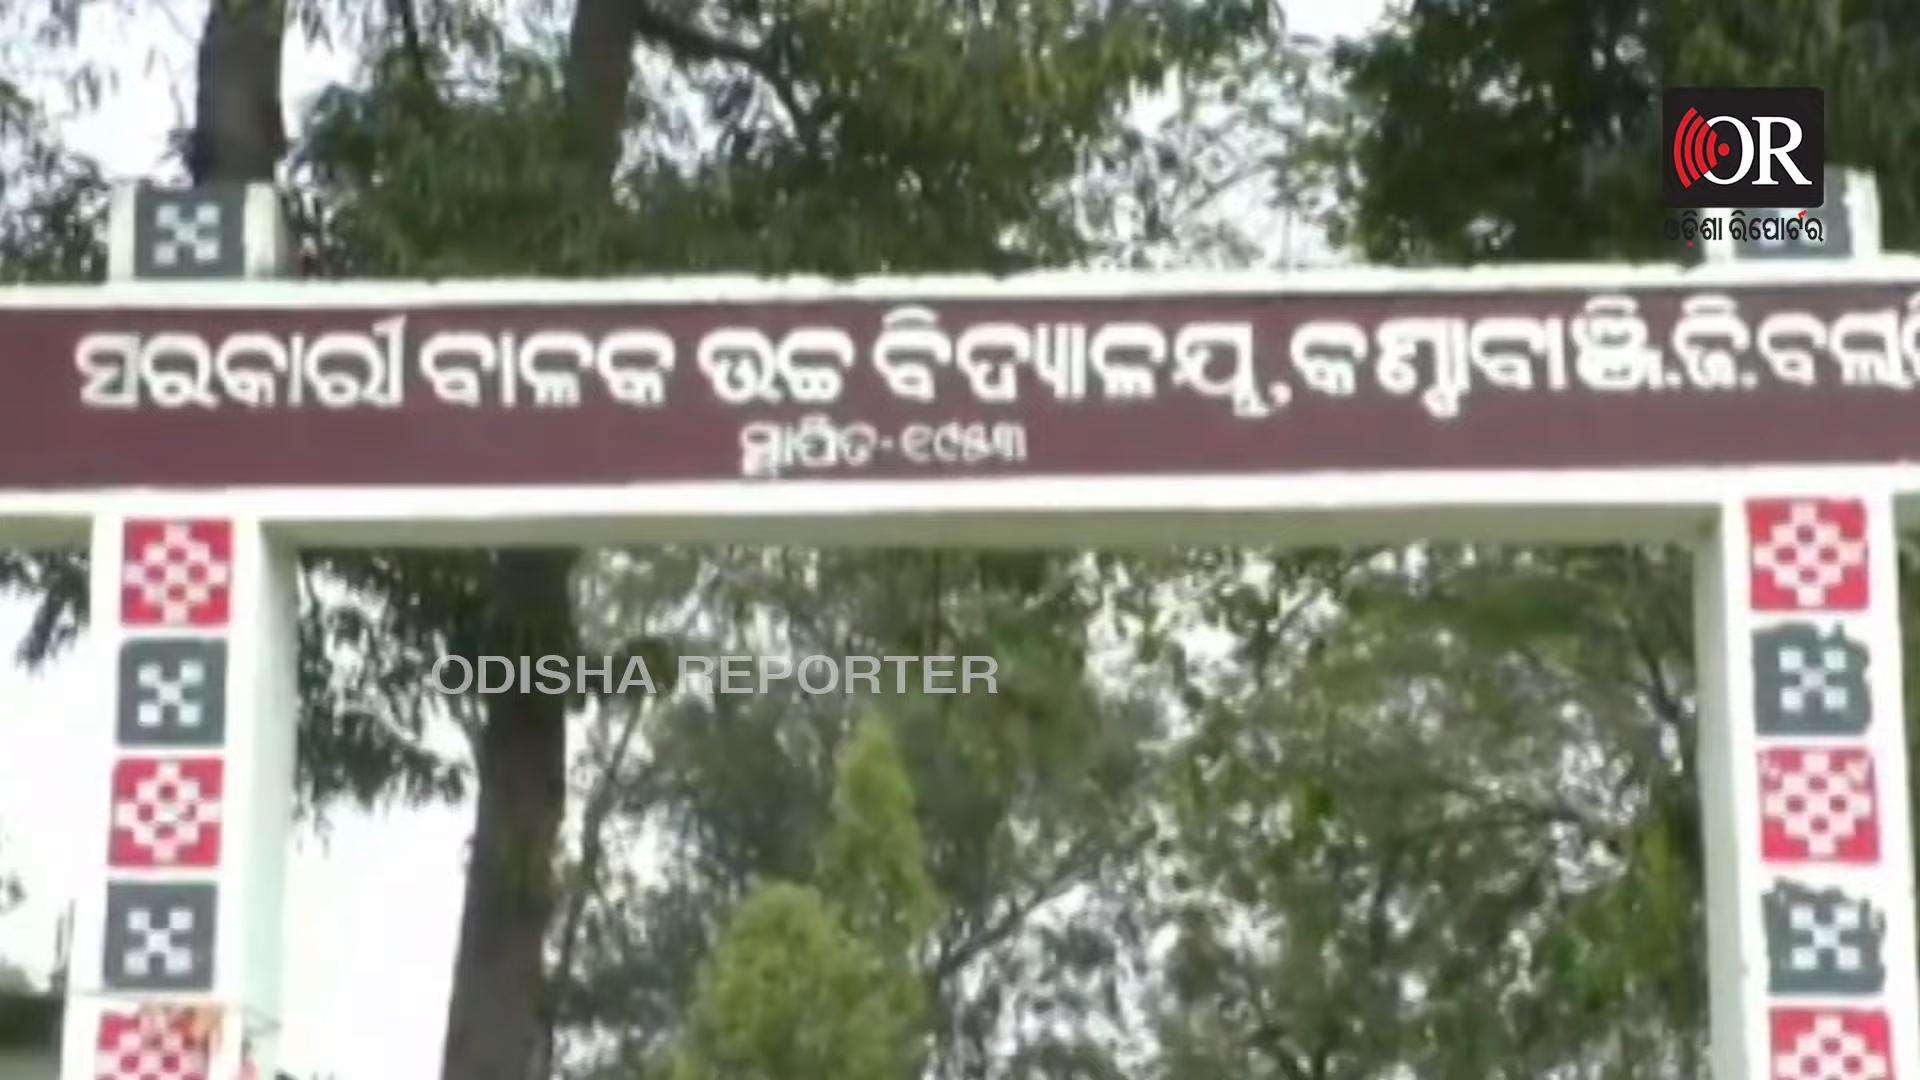 OR
ଓଡ଼ିଶା ରିପୋର୍ଟର
ସରକାରୀ ବାଳକ ଉଚ୍ଚ ବିଦ୍ୟାଳୟ,କଣ୍ଟାବାଞ୍ଜି.ଜି.ବଲା
ସ୍ଥାପିତ-୧୯୫୩
ODISHA REPORTER